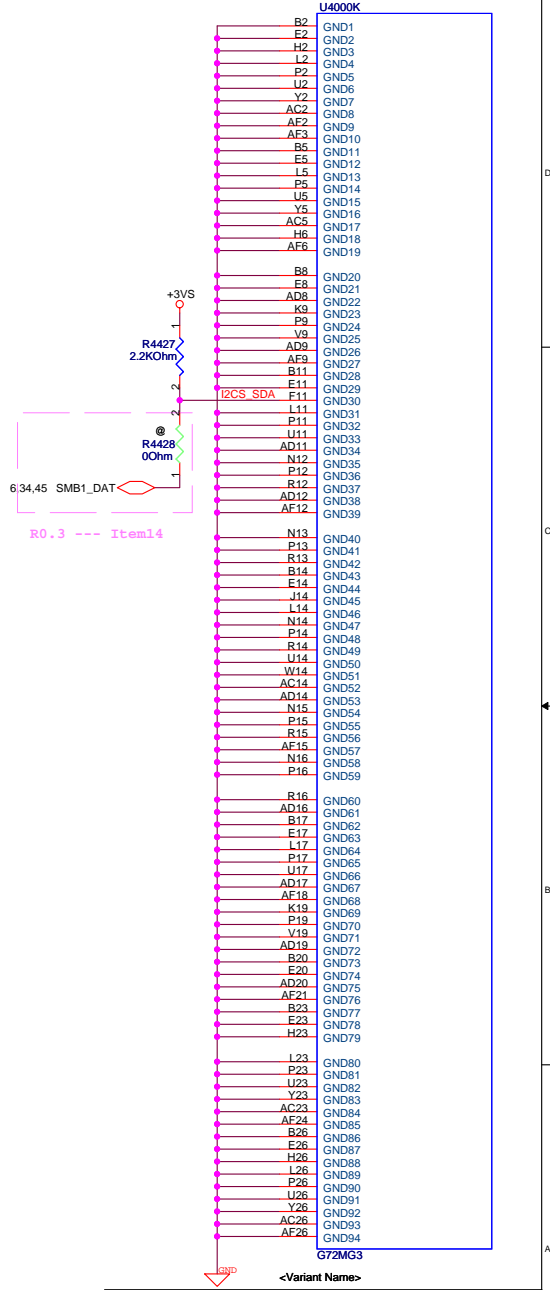 U4000K
B2 GND1
E2 GND2
H2 GND3
L2 GND4
P2 GND5
U2 GND6
Y2 GND7
AC2 GND8
AF2 GND9
AF3 GND10
B5 GND11
E5 GND12
L5 GND13
P5 GND14
U5 GND15
Y5 GND16
AC5 GND17
H6 GND18
AF6 GND19
B8 GND20
E8 GND21
AD8 GND22
K9 GND23
P9 GND24
V9 GND25
AD9 GND26
AF9 GND27
B11 GND28
E11 GND29
F11 GND30
L11 GND31
P11 GND32
U11 GND33
AD11 GND34
N12 GND35
P12 GND36
R12 GND37
AD12 GND38
AF12 GND39
N13 GND40
P13 GND41
R13 GND42
B14 GND43
E14 GND44
J14 GND45
L14 GND46
N14 GND47
P14 GND48
R14 GND49
U14 GND50
W14 GND51
AC14 GND52
AD14 GND53
N15 GND54
P15 GND55
R15 GND56
AF15 GND57
N16 GND58
P16 GND59
R16 GND60
AD16 GND61
B17 GND62
E17 GND63
L17 GND64
P17 GND65
U17 GND66
AD17 GND67
AF18 GND68
K19 GND69
P19 GND70
V19 GND71
AD19 GND72
B20 GND73
E20 GND74
AD20 GND75
AF21 GND76
B23 GND77
E23 GND78
H23 GND79
L23 GND80
P23 GND81
U23 GND82
Y23 GND83
AC23 GND84
AF24 GND85
B26 GND86
E26 GND87
H26 GND88
L26 GND89
P26 GND90
U26 GND91
Y26 GND92
AC26 GND93
AF26 GND94
G72MG3
+3VS
1
R4427
2.2KOhm
2
I2CS_SDA
2
@
R4428
0Ohm
1
6,34,45 SMB1_DAT
R0.3 --- Item14
GND
<Variant Name>
D
C
B
A